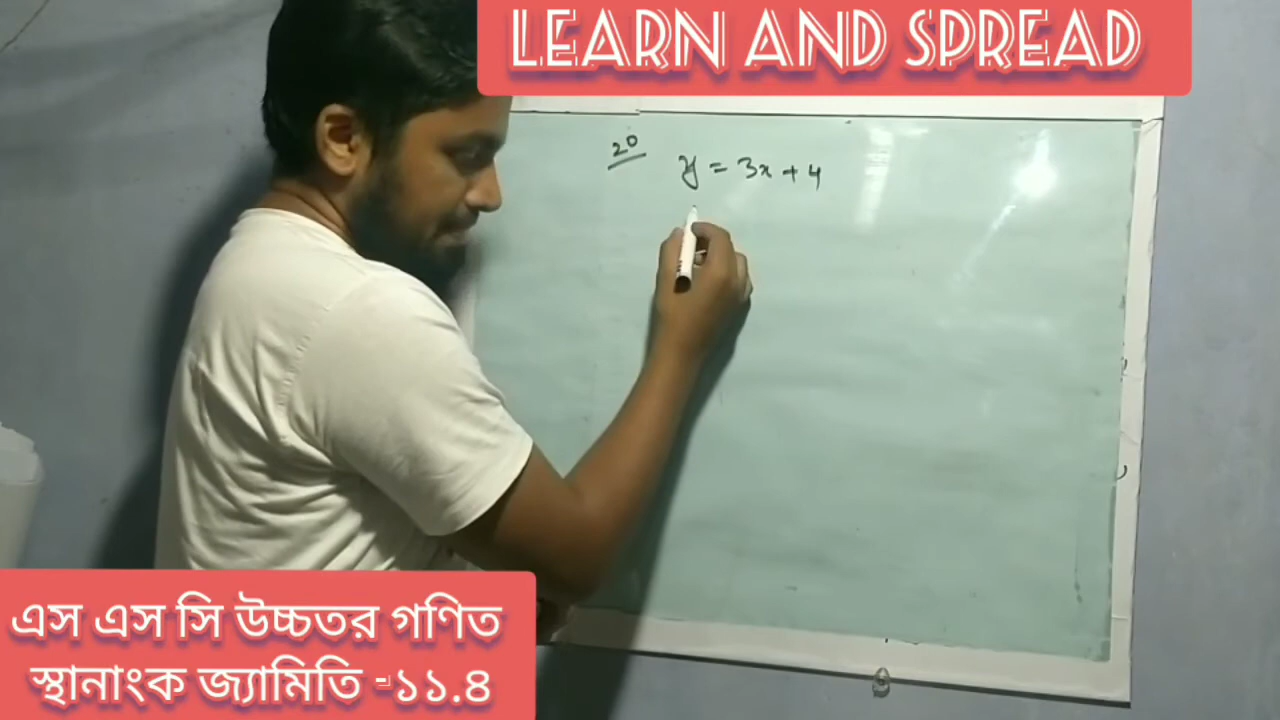 LEARN AND SPREAD
20
y = 3x + 4
এস এস সি উচ্চতর গণিত
স্থানাংক জ্যামিতি -১১.৪